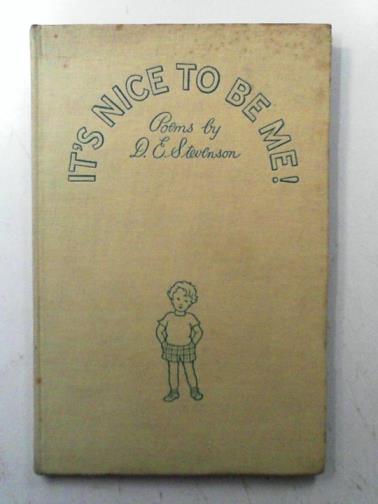 IT'S NICE TO BE ME!
Poems by
D. E. Stevenson